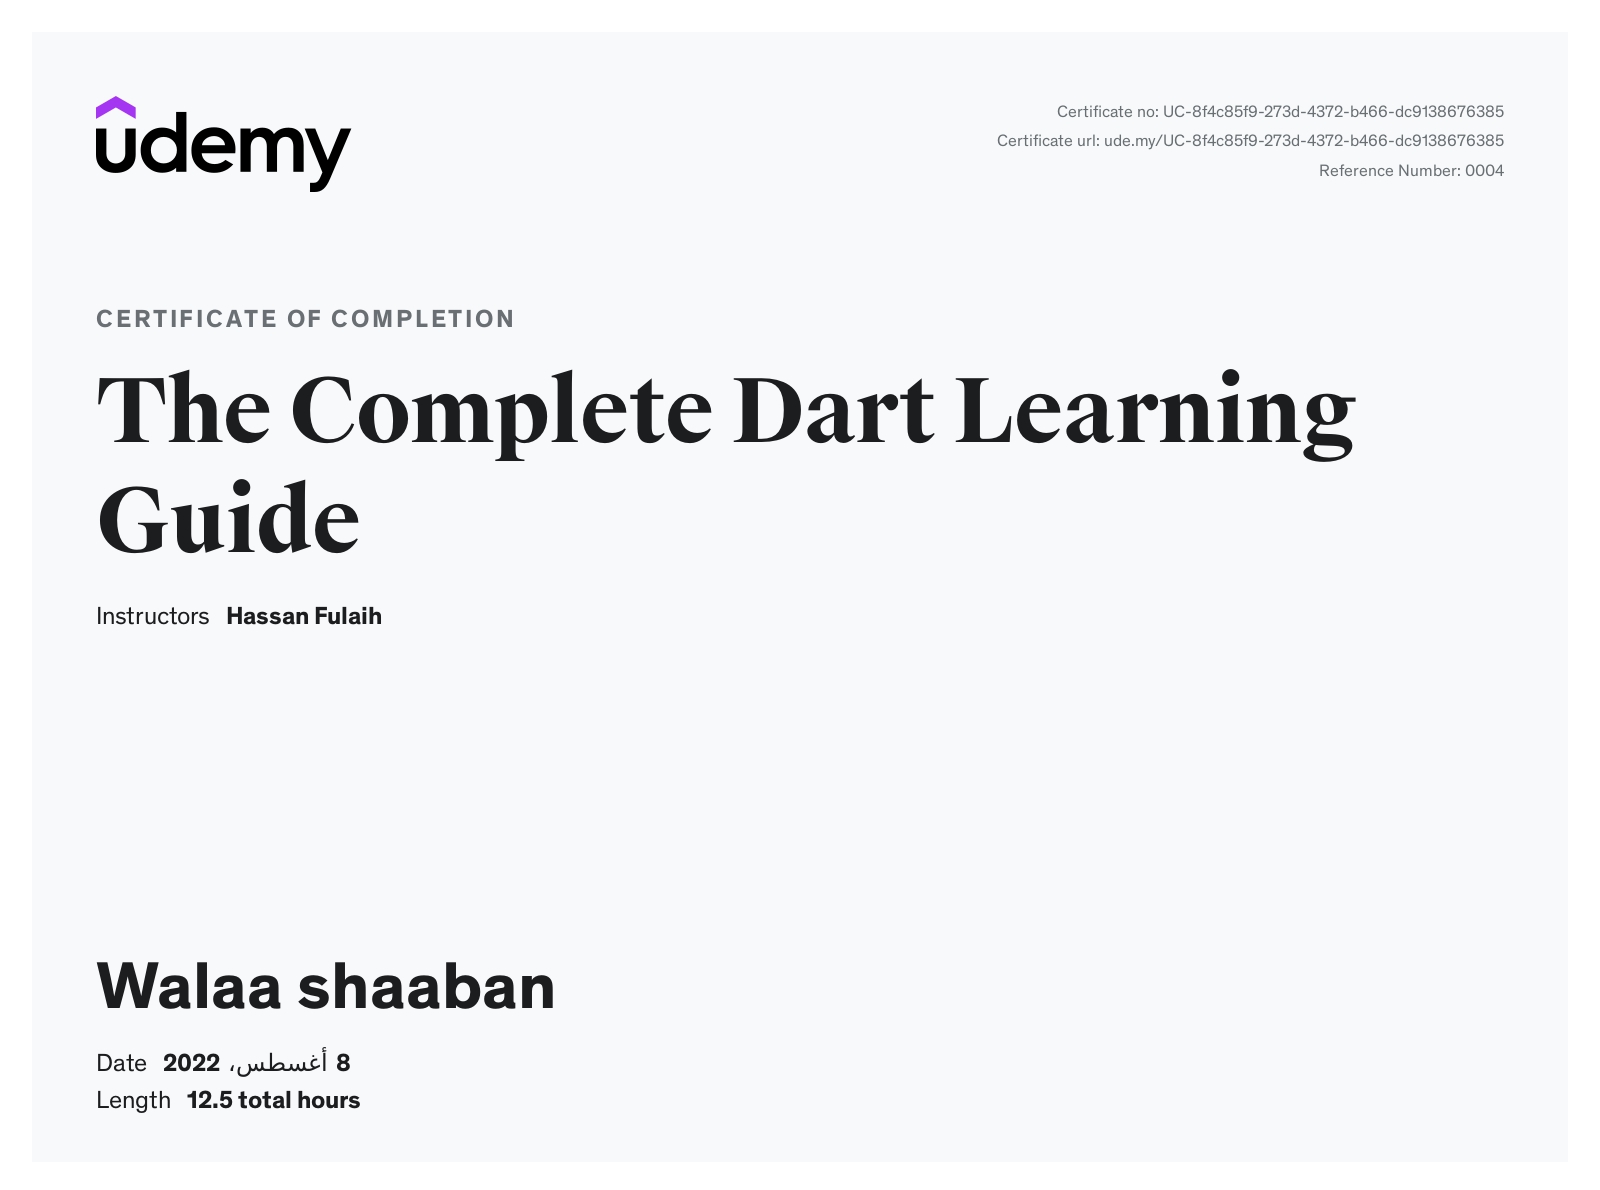 udemy
Certificate no: UC-8f4c85f9-273d-4372-b466-dc9138676385
Certificate url: ude.my/UC-8f4c85f9-273d-4372-b466-dc9138676385
Reference Number: 0004
CERTIFICATE OF COMPLETION
The Complete Dart Learning
Guide
Instructors Hassan Fulaih
Walaa shaaban
Date 8 أغسطس، 2022
Length 12.5 total hours